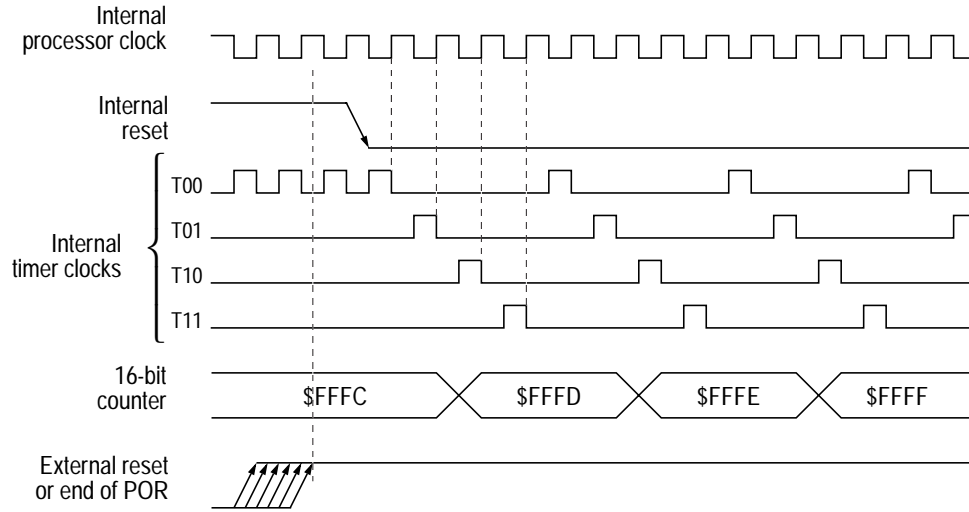 Internal
processor clock
Internal
reset
T00
T01
Internal
timer clocks
T10
T11
16-bit
counter
$FFFC
$FFFD
$FFFE
$FFFF
External reset
or end of POR